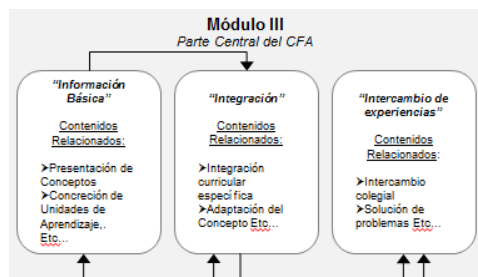 Módulo III
Parte Central del CFA
“Información
Básica”
Contenidos
Relacionados:
➤Presentación de
Conceptos
➤Concreción de
Unidades de
Aprendizaje,.
Etc...
“Integración”
Contenidos
Relacionados:
➤Integración
curricular
específica
➤Adaptación del
Concepto Etc...
“Intercambio de
experiencias”
Contenidos
Relacionados:
➤Intercambio
colegial
➤Solución de
problemas Etc...